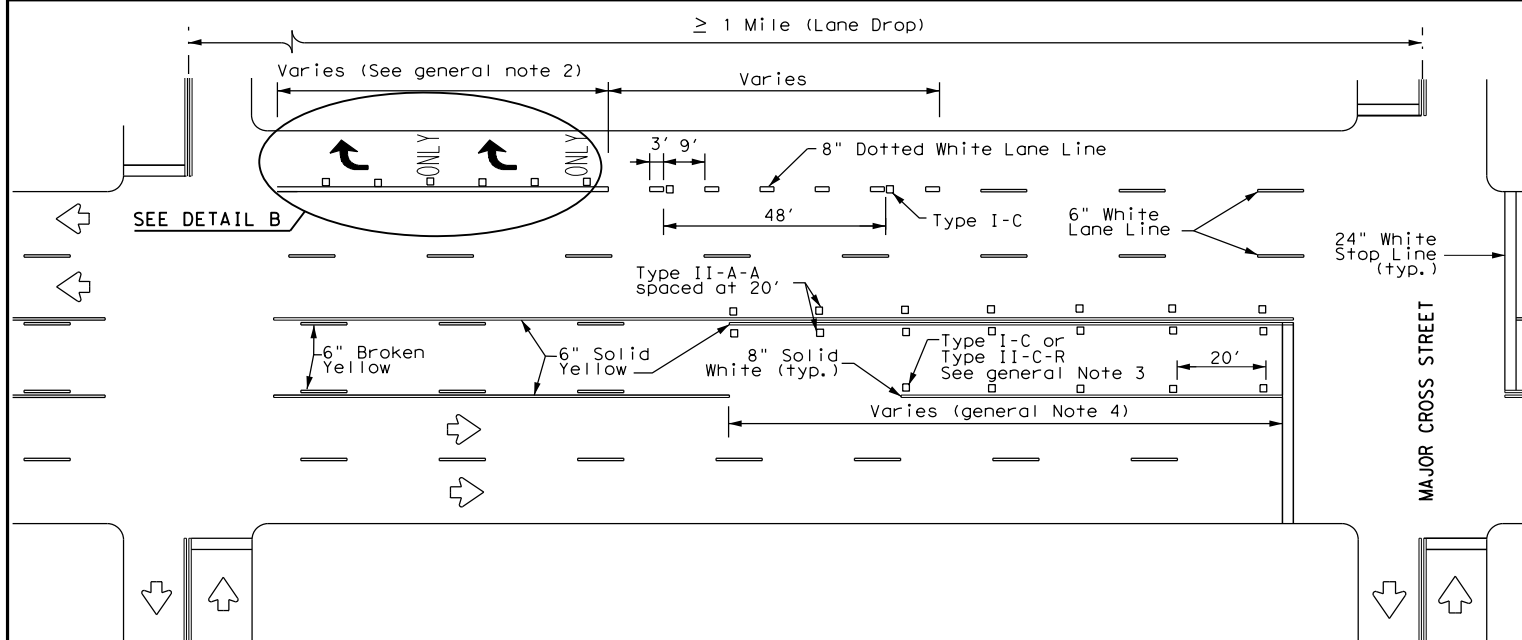 ≥ 1 Mile (Lane Drop)
Varies (See general note 2)
Varies
ONLY
ONLY
3' 9'
8" Dotted White Lane Line
SEE DETAIL B
48'
Type I-C
6" White
Lane Line
24" White
Stop Line
(typ.)
Type II-A-A
spaced at 20'
6" Broken
Yellow
6" Solid
Yellow
8" Solid
White (typ.)
Type I-C or
Type II-C-R
See general Note 3
20'
Varies (general Note 4)
MAJOR CROSS STREET